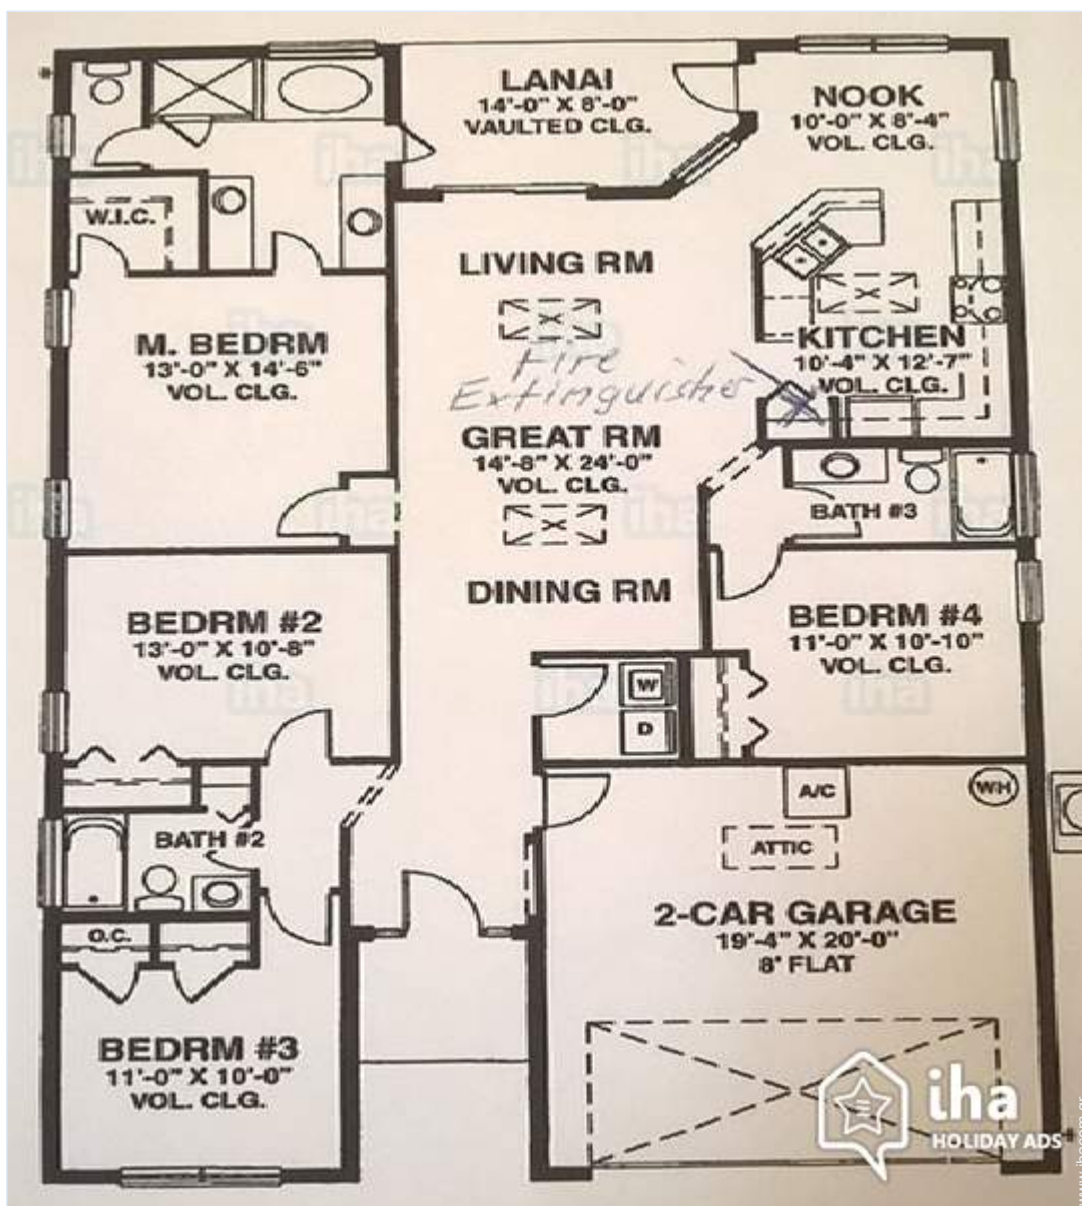 LANAI
14'-0" X 8'-0"
VAULTED CLG.
NOOK
10'-0" X 8'-4"
VOL. CLG.
W.I.C.
LIVING RM
M. BEDRM
13'-0" X 14'-6"
VOL. CLG.
KITCHEN
10'-4" X 12'-7"
VOL. CLG.
Fire
Extinguisher
GREAT RM
14'-8" X 24'-0"
VOL. CLG.
BATH #3
DINING RM
BEDRM #2
13'-0" X 10'-8"
VOL. CLG.
BEDRM #4
11'-0" X 10'-10"
VOL. CLG.
W
D
A/C
WH
BATH #2
ATTIC
2-CAR GARAGE
19'-4" X 20'-0"
8' FLAT
O.C.
BEDRM #3
11'-0" X 10'-0"
VOL. CLG.
iha
HOLIDAY ADS